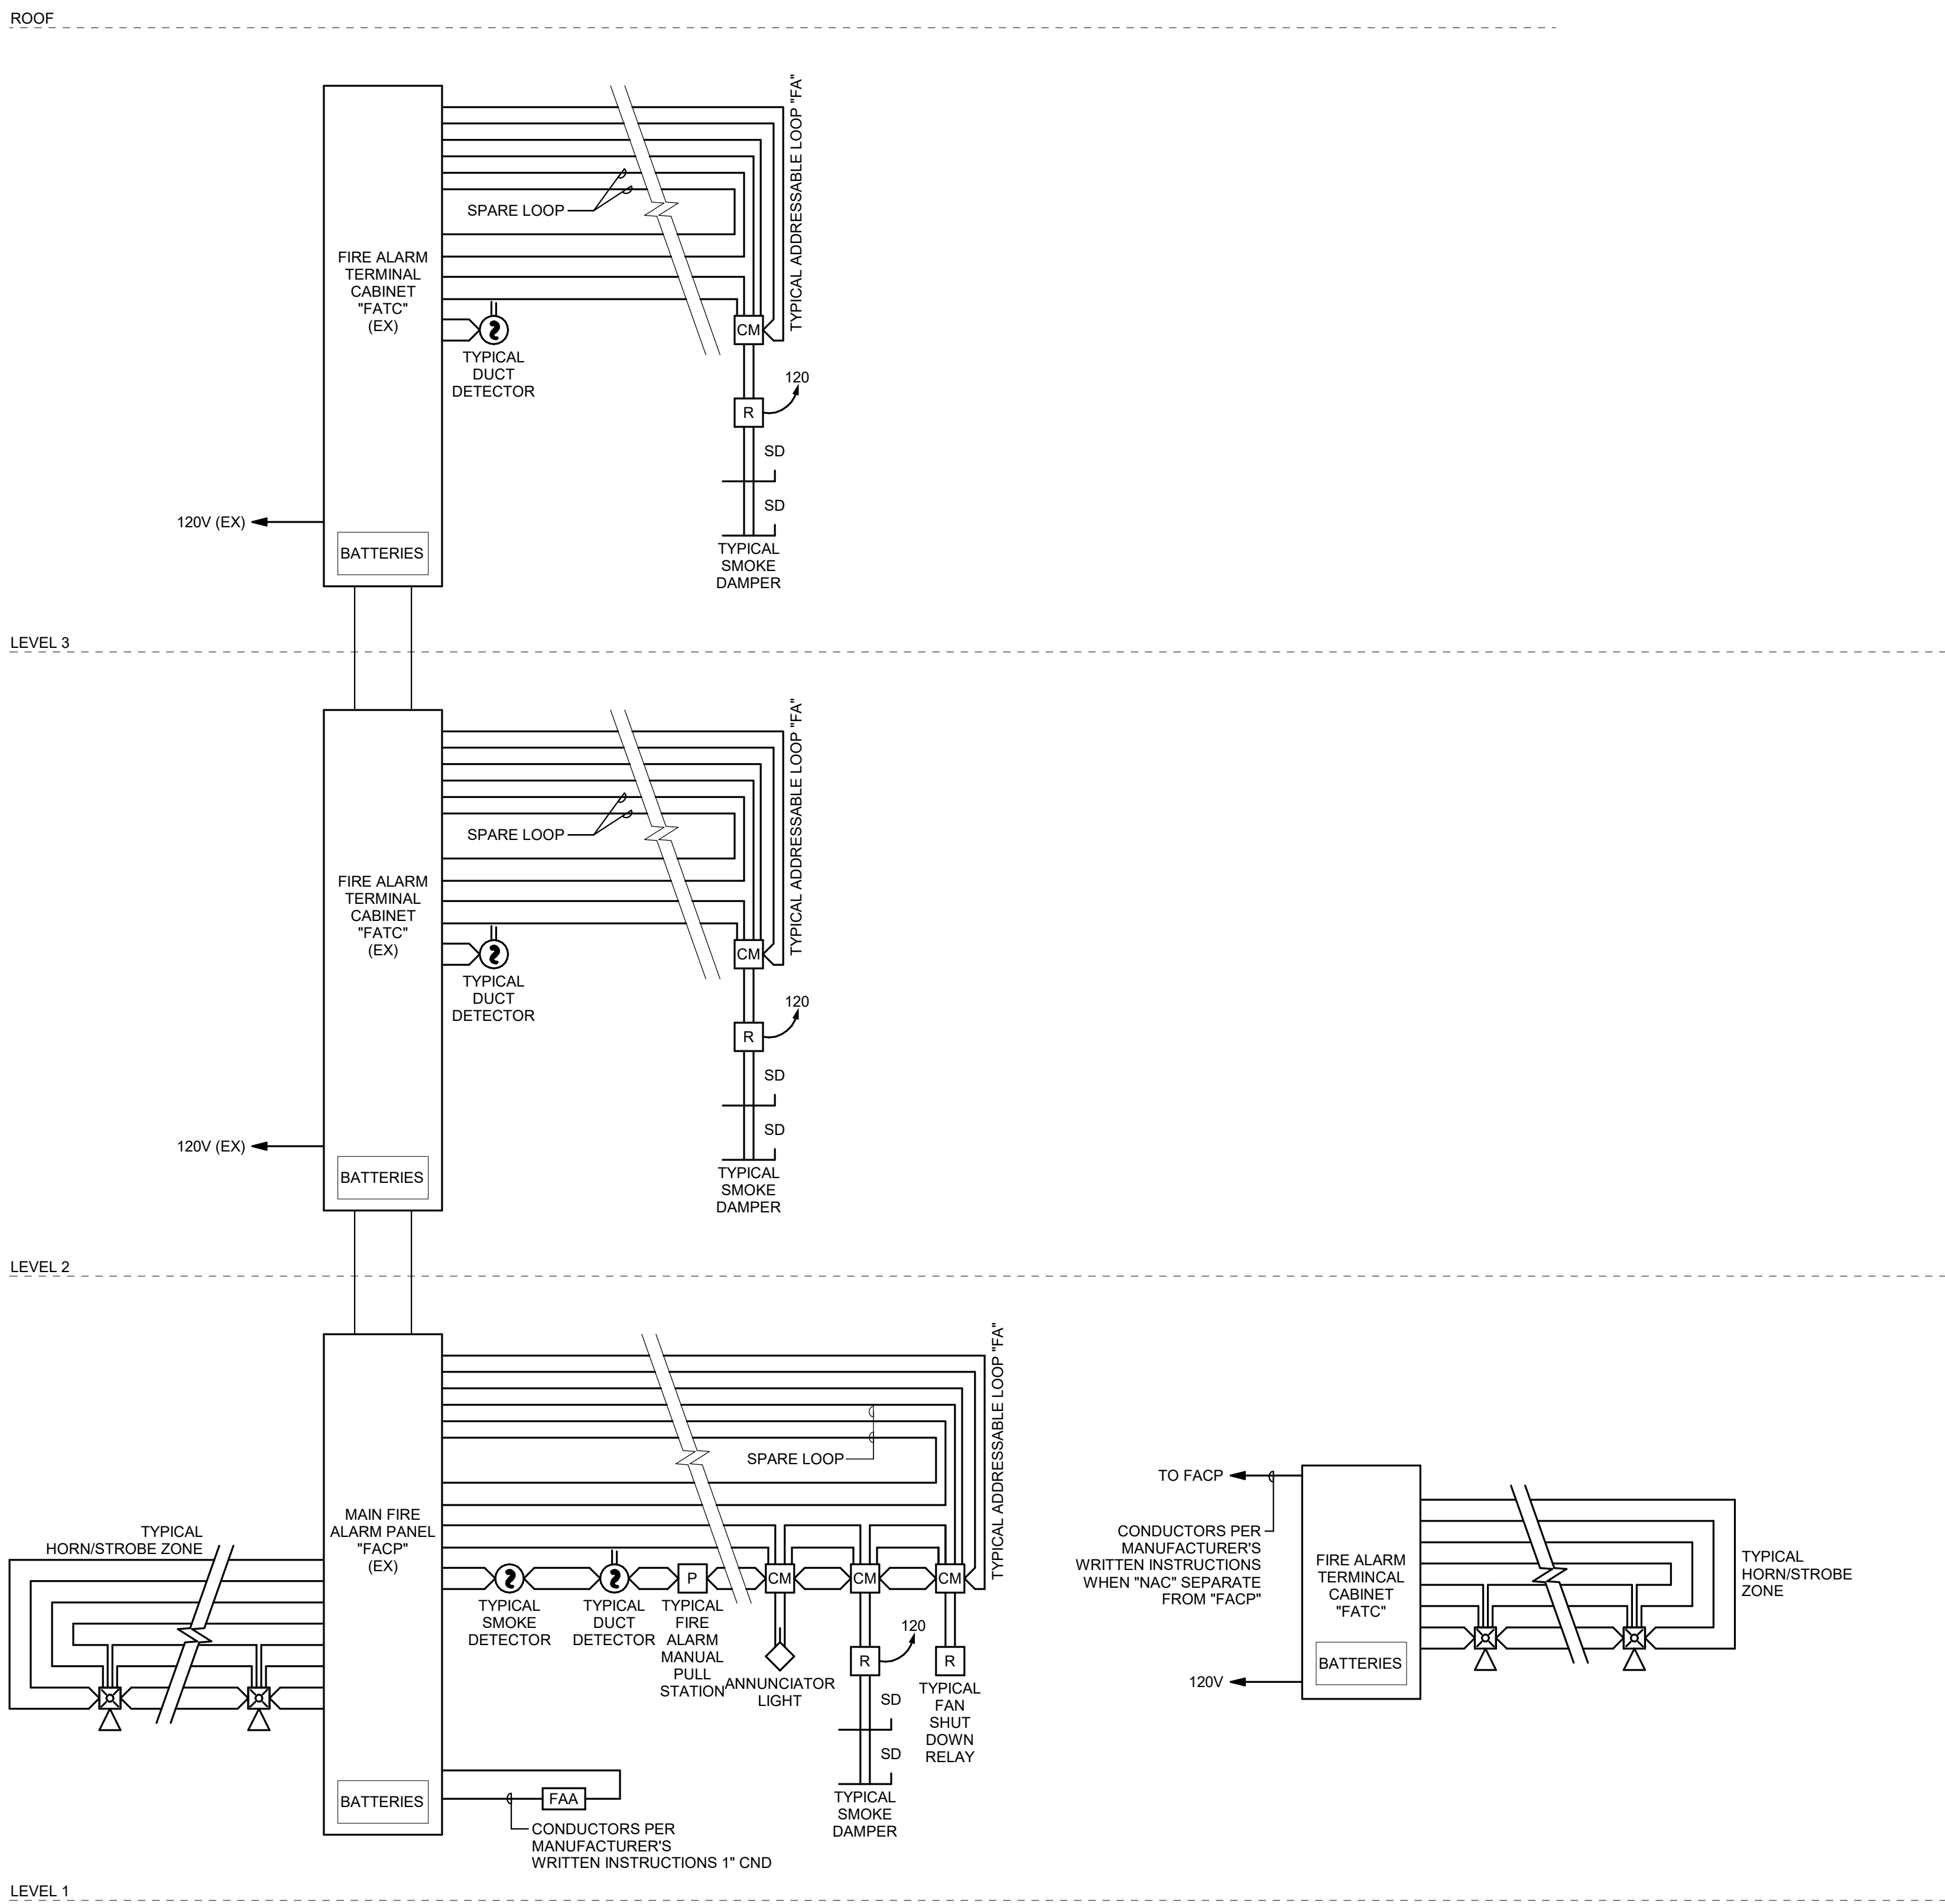 ROOF
TYPICAL ADDRESSABLE LOOP "FA"
SPARE LOOP
FIRE ALARM
TERMINAL
CABINET
"FATC"
(EX)
CM
TYPICAL
DUCT
DETECTOR
120
R
SD
SD
120V (EX)
BATTERIES
TYPICAL
SMOKE
DAMPER
LEVEL 3
TYPICAL ADDRESSABLE LOOP "FA"
SPARE LOOP
FIRE ALARM
TERMINAL
CABINET
"FATC"
(EX)
CM
TYPICAL
DUCT
DETECTOR
120
R
SD
SD
120V (EX)
BATTERIES
TYPICAL
SMOKE
DAMPER
LEVEL 2
TYPICAL ADDRESSABLE LOOP "FA"
SPARE LOOP
MAIN FIRE
ALARM PANEL
"FACP"
(EX)
TYPICAL
HORN/STROBE ZONE
P
CM
CM
CM
TYPICAL
SMOKE
DETECTOR
TYPICAL
DUCT
DETECTOR
TYPICAL
FIRE
ALARM
MANUAL
PULL
STATION
ANNUNCIATOR
LIGHT
120
R
R
SD
SD
TYPICAL
FAN
SHUT
DOWN
RELAY
TYPICAL
SMOKE
DAMPER
BATTERIES
FAA
CONDUCTORS PER
MANUFACTURER'S
WRITTEN INSTRUCTIONS 1" CND
TO FACP
CONDUCTORS PER
MANUFACTURER'S
WRITTEN INSTRUCTIONS
WHEN "NAC" SEPARATE
FROM "FACP"
FIRE ALARM
TERMINCAL
CABINET
"FATC"
TYPICAL
HORN/STROBE
ZONE
BATTERIES
120V
LEVEL 1